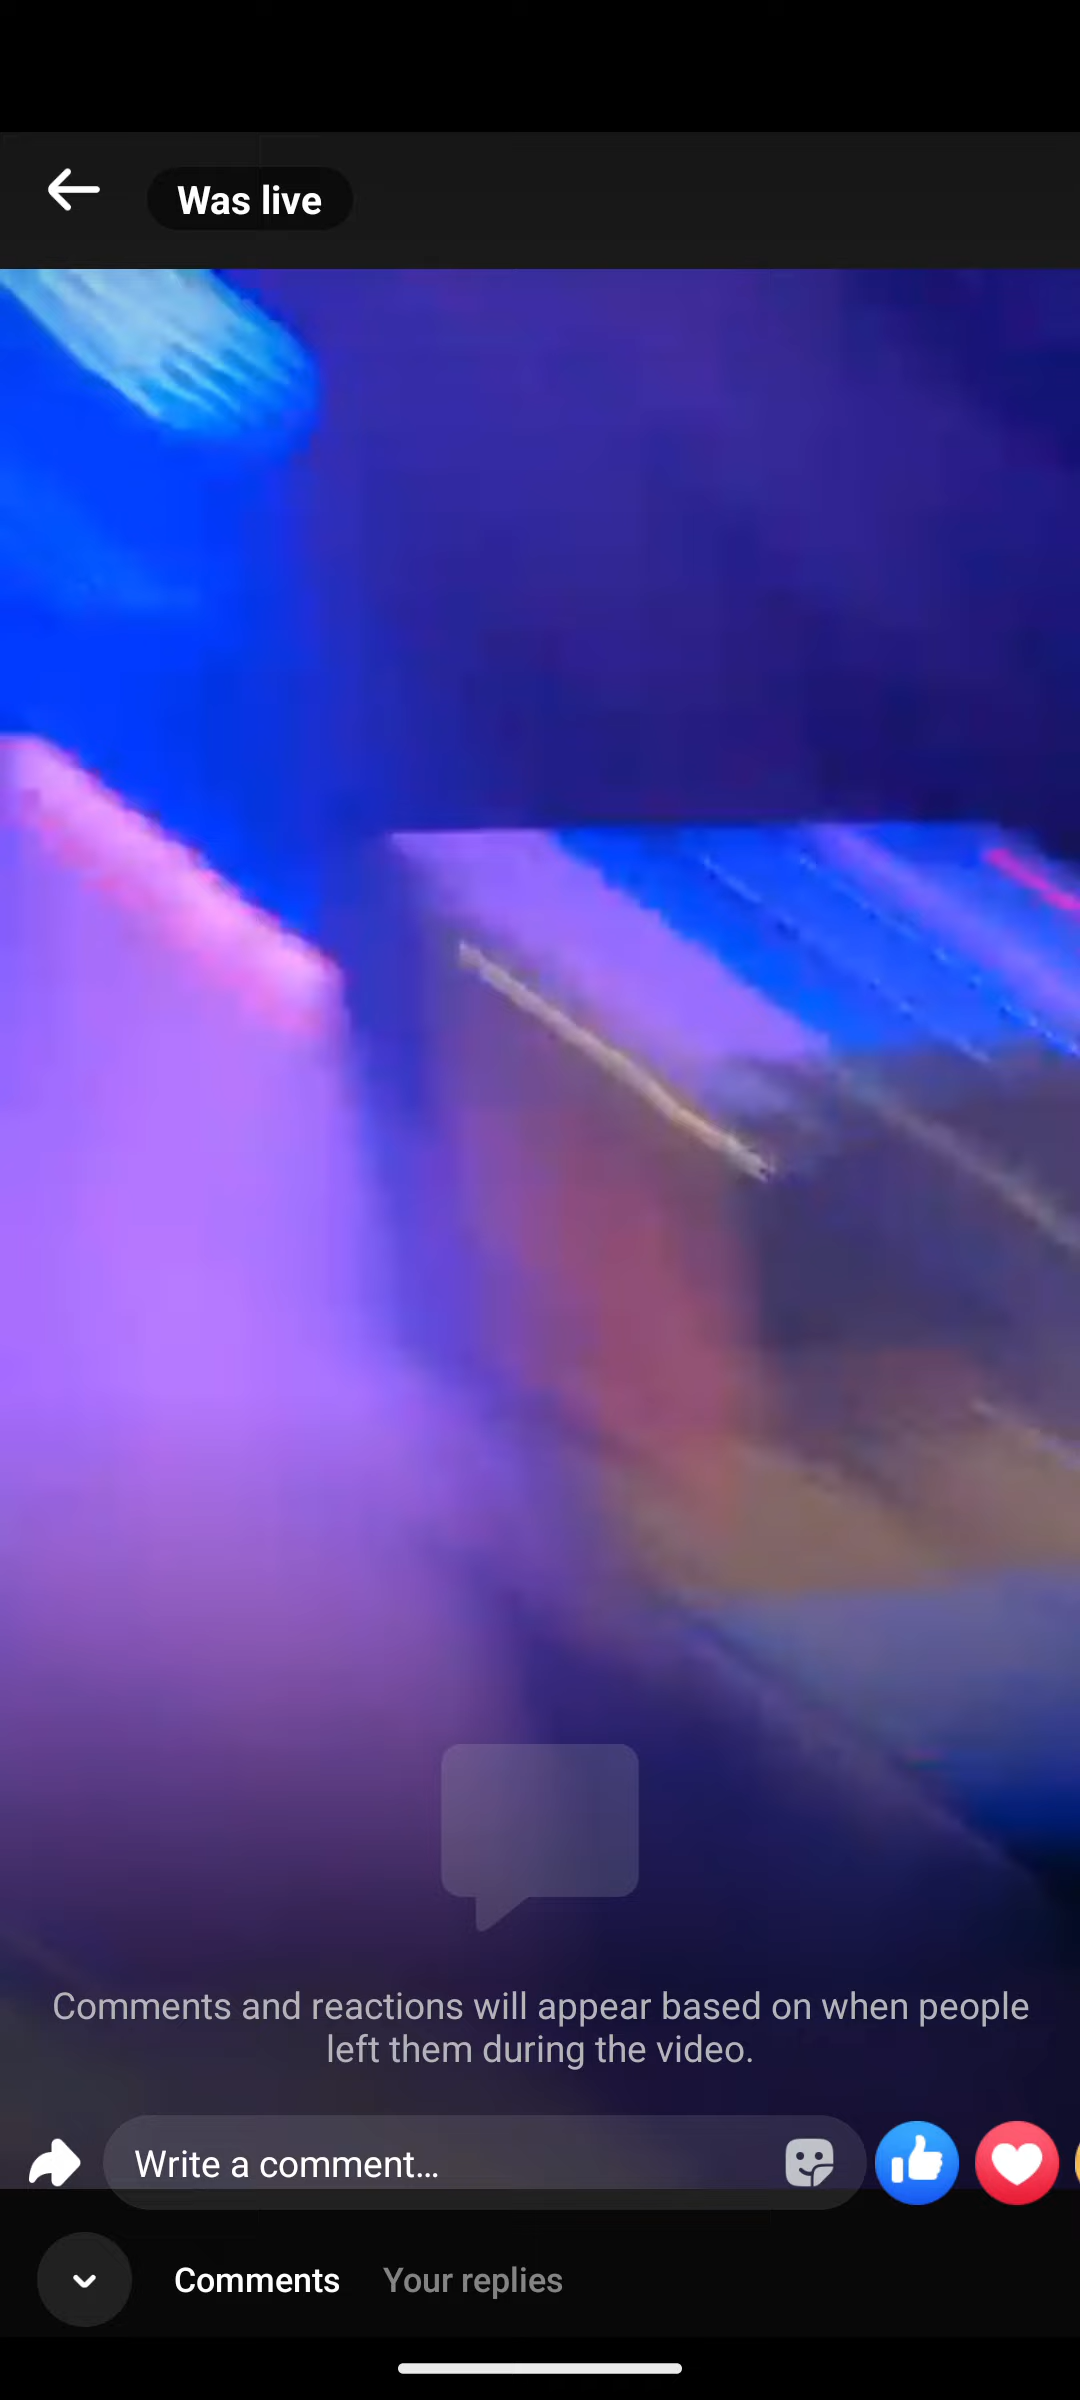 Was live
Comments and reactions will appear based on when people
left them during the video.
Write a comment...
Comments
Your replies